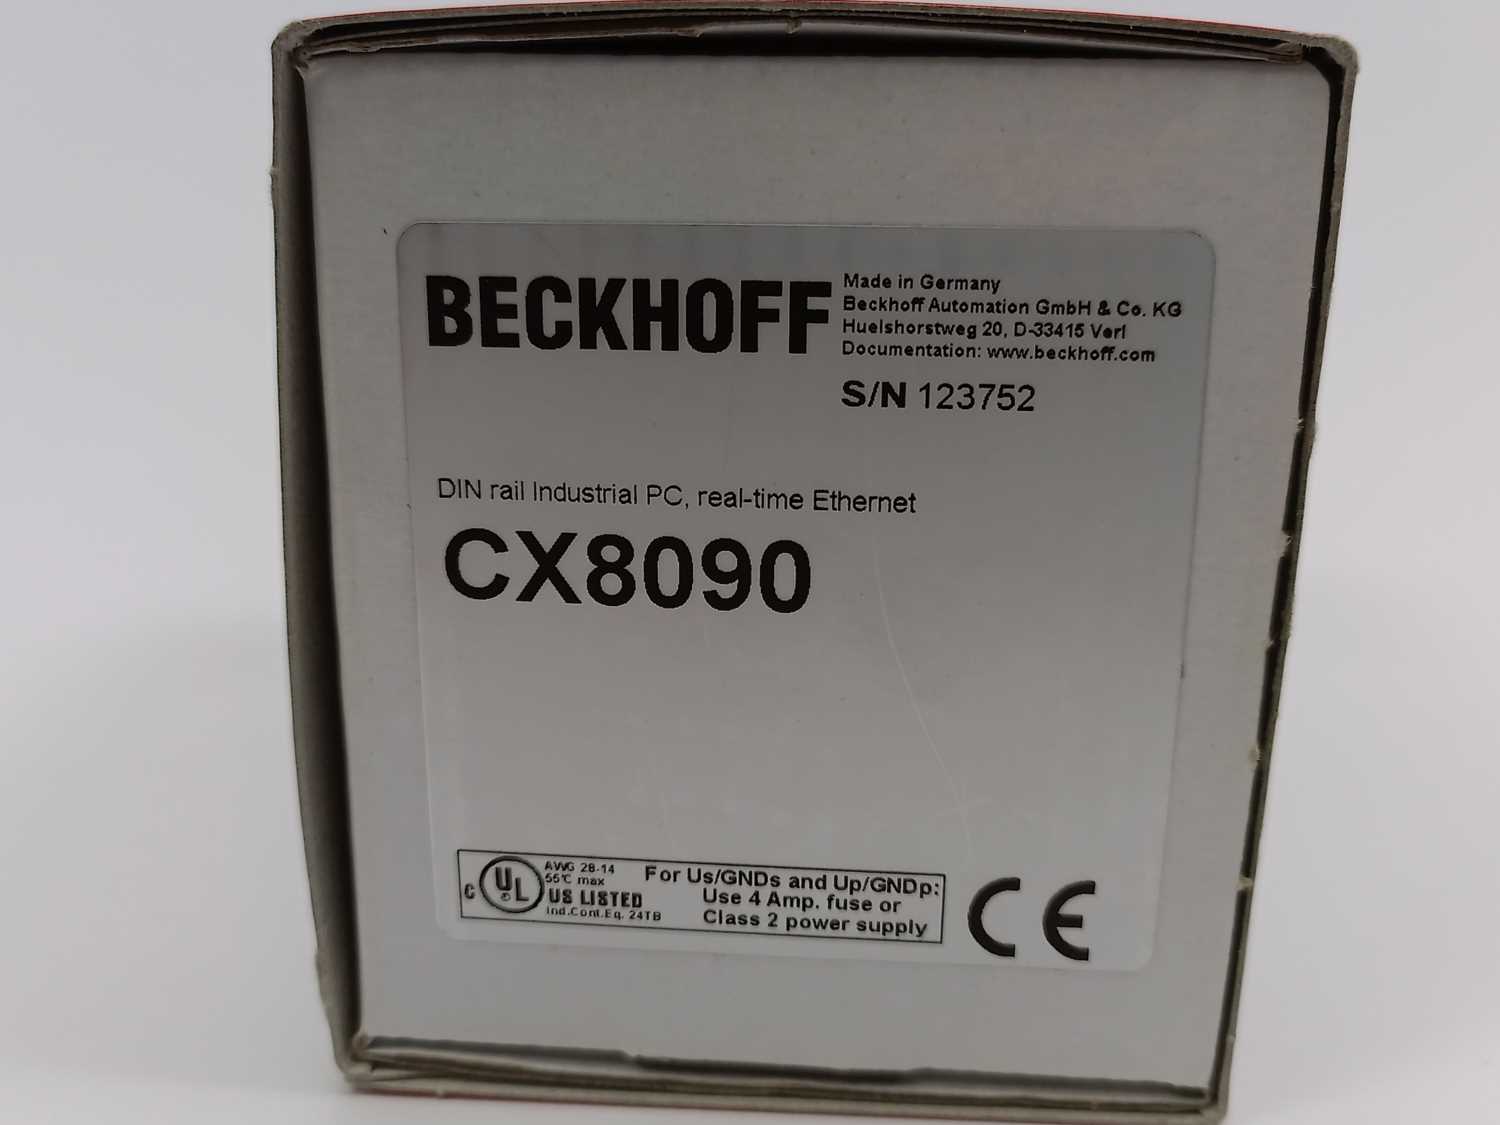 BECKHOFF
Made in Germany
Beckhoff Automation GmbH & Co. KG
Huelshorstweg 20, D-33415 Verl
Documentation: www.beckhoff.com
S/N 123752
DIN rail Industrial PC, real-time Ethernet
CX8090
C UL
AWG 28-14
55°C max
US LISTED
Ind.Cont.Eq. 24TB
For Us/GNDs and Up/GNDp:
Use 4 Amp. fuse or
Class 2 power supply
CE